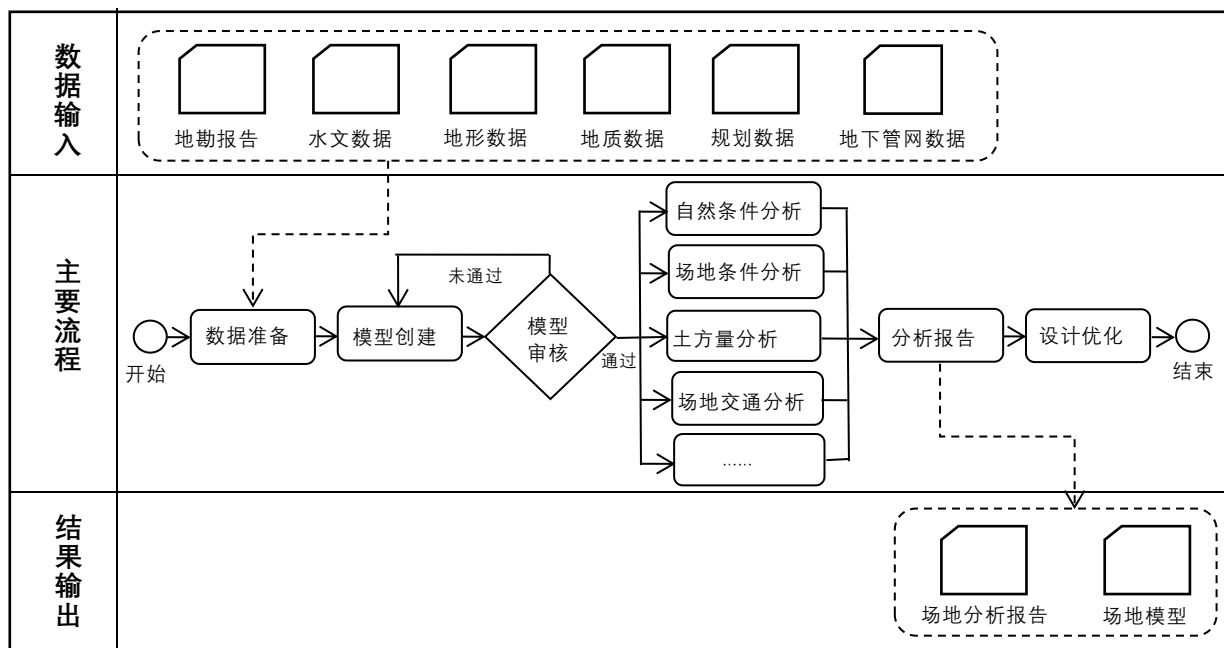 数据输入
地勘报告
水文数据
地形数据
地质数据
规划数据
地下管网数据
主要流程
开始
数据准备
模型创建
未通过
模型
审核
通过
自然条件分析
场地条件分析
土方量分析
场地交通分析
......
分析报告
设计优化
结束
结果输出
场地分析报告
场地模型